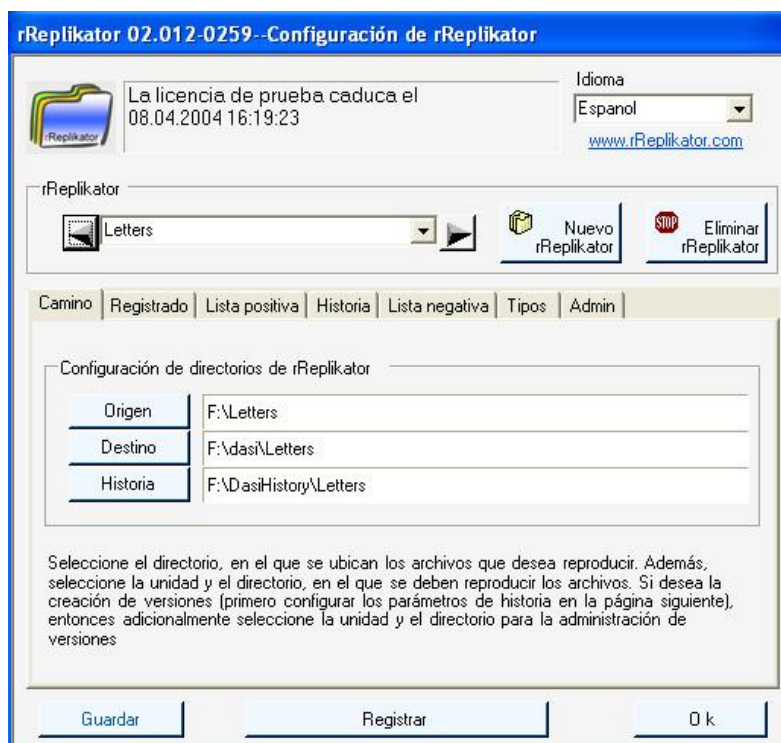 rReplikator 02.012-0259--Configuración de rReplikator
La licencia de prueba caduca el
08.04.2004 16:19:23
Idioma
Espanol
www.rReplikator.com
rReplikator
rReplikator
Letters
Nuevo
rReplikator
STOP
Eliminar
rReplikator
Camino
Registrado
Lista positiva
Historia
Lista negativa
Tipos
Admin
Configuración de directorios de rReplikator
Origen
F:\Letters
Destino
F:\dasi\Letters
Historia
F:\DasiHistory\Letters
Seleccione el directorio, en el que se ubican los archivos que desea reproducir. Además,
seleccione la unidad y el directorio, en el que se deben reproducir los archivos. Si desea la
creación de versiones (primero configurar los parámetros de historia en la página siguiente),
entonces adicionalmente seleccione la unidad y el directorio para la administración de
versiones
Guardar
Registrar
O k